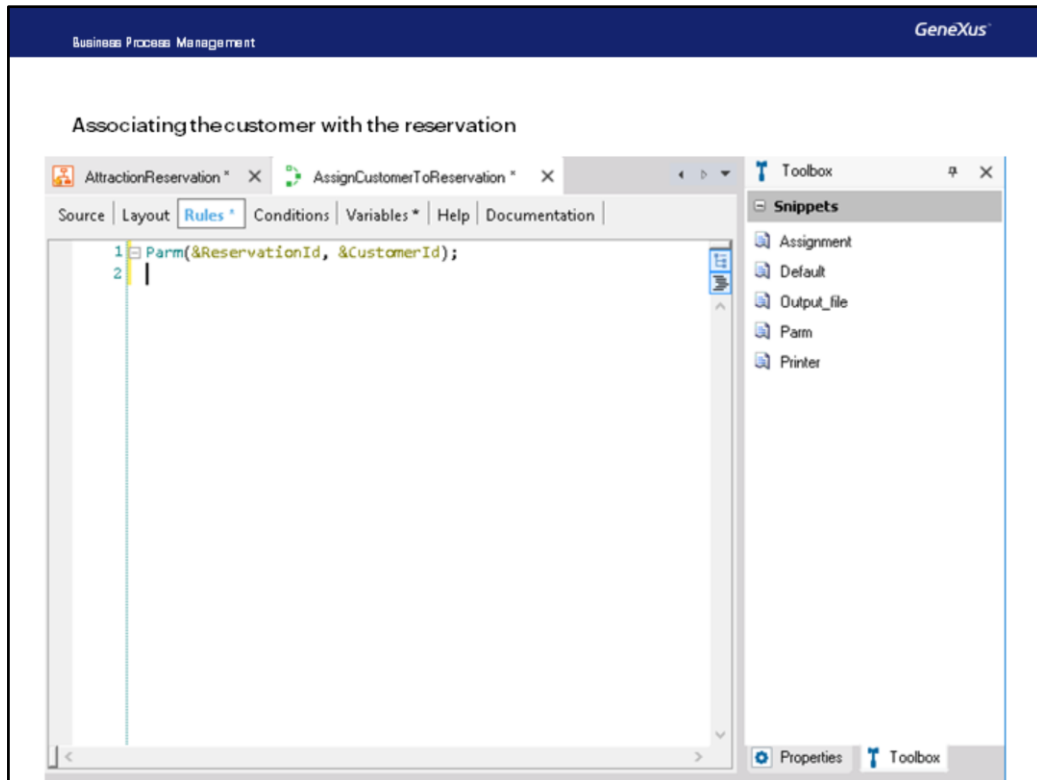 Business Process Management
GeneXus
Associating the customer with the reservation
AttractionReservation *
AssignCustomerToReservation *
Toolbox
Source Layout Rules * Conditions Variables * Help Documentation
Snippets
1 Parm(&ReservationId, &CustomerId);
2
Assignment
Default
Output_file
Parm
Printer
Properties Toolbox